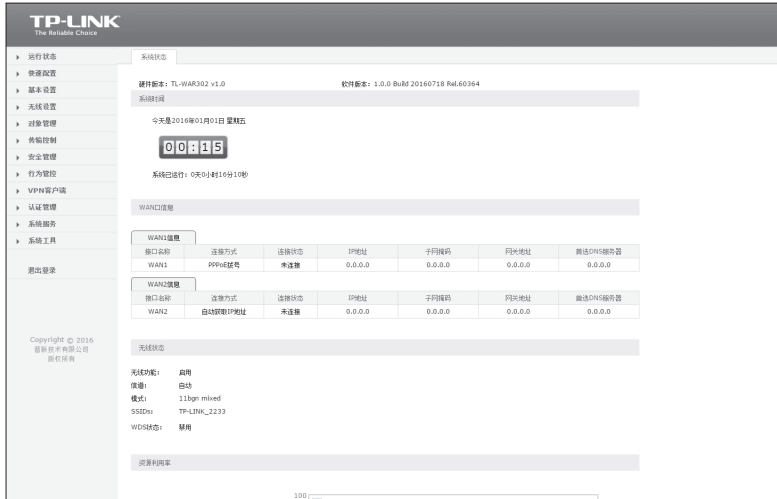 TP-LINK
The Reliable Choice
运行状态
快速配置
基本设置
无线设置
对象管理
传输控制
安全管理
行为管控
VPN客户端
认证管理
系统服务
系统工具
退出登录
Copyright © 2016
普联技术有限公司
版权所有
系统状态
硬件版本: TL-WAR302 v1.0 软件版本: 1.0.0 Build 20160718 Rel.60364
系统时间
今天是2016年01月01日 星期五
00:15
系统已运行: 0天0小时16分10秒
WAN口信息
WAN1信息
接口名称 连接方式 连接状态 IP地址 子网掩码 网关地址 首选DNS服务器
WAN1 PPPoE拨号 未连接 0.0.0.0 0.0.0.0 0.0.0.0 0.0.0.0
WAN2信息
接口名称 连接方式 连接状态 IP地址 子网掩码 网关地址 首选DNS服务器
WAN2 自动获取IP地址 未连接 0.0.0.0 0.0.0.0 0.0.0.0 0.0.0.0
无线状态
无线功能: 启用
信道: 自动
模式: 11bgn mixed
SSIDs: TP-LINK_2233
WDS状态: 禁用
资源利用率
100